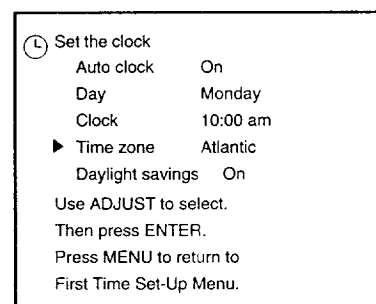 Set the clock
Auto clock On
Day Monday
Clock 10:00 am
Time zone Atlantic
Daylight savings On
Use ADJUST to select.
Then press ENTER.
Press MENU to return to
First Time Set-Up Menu.